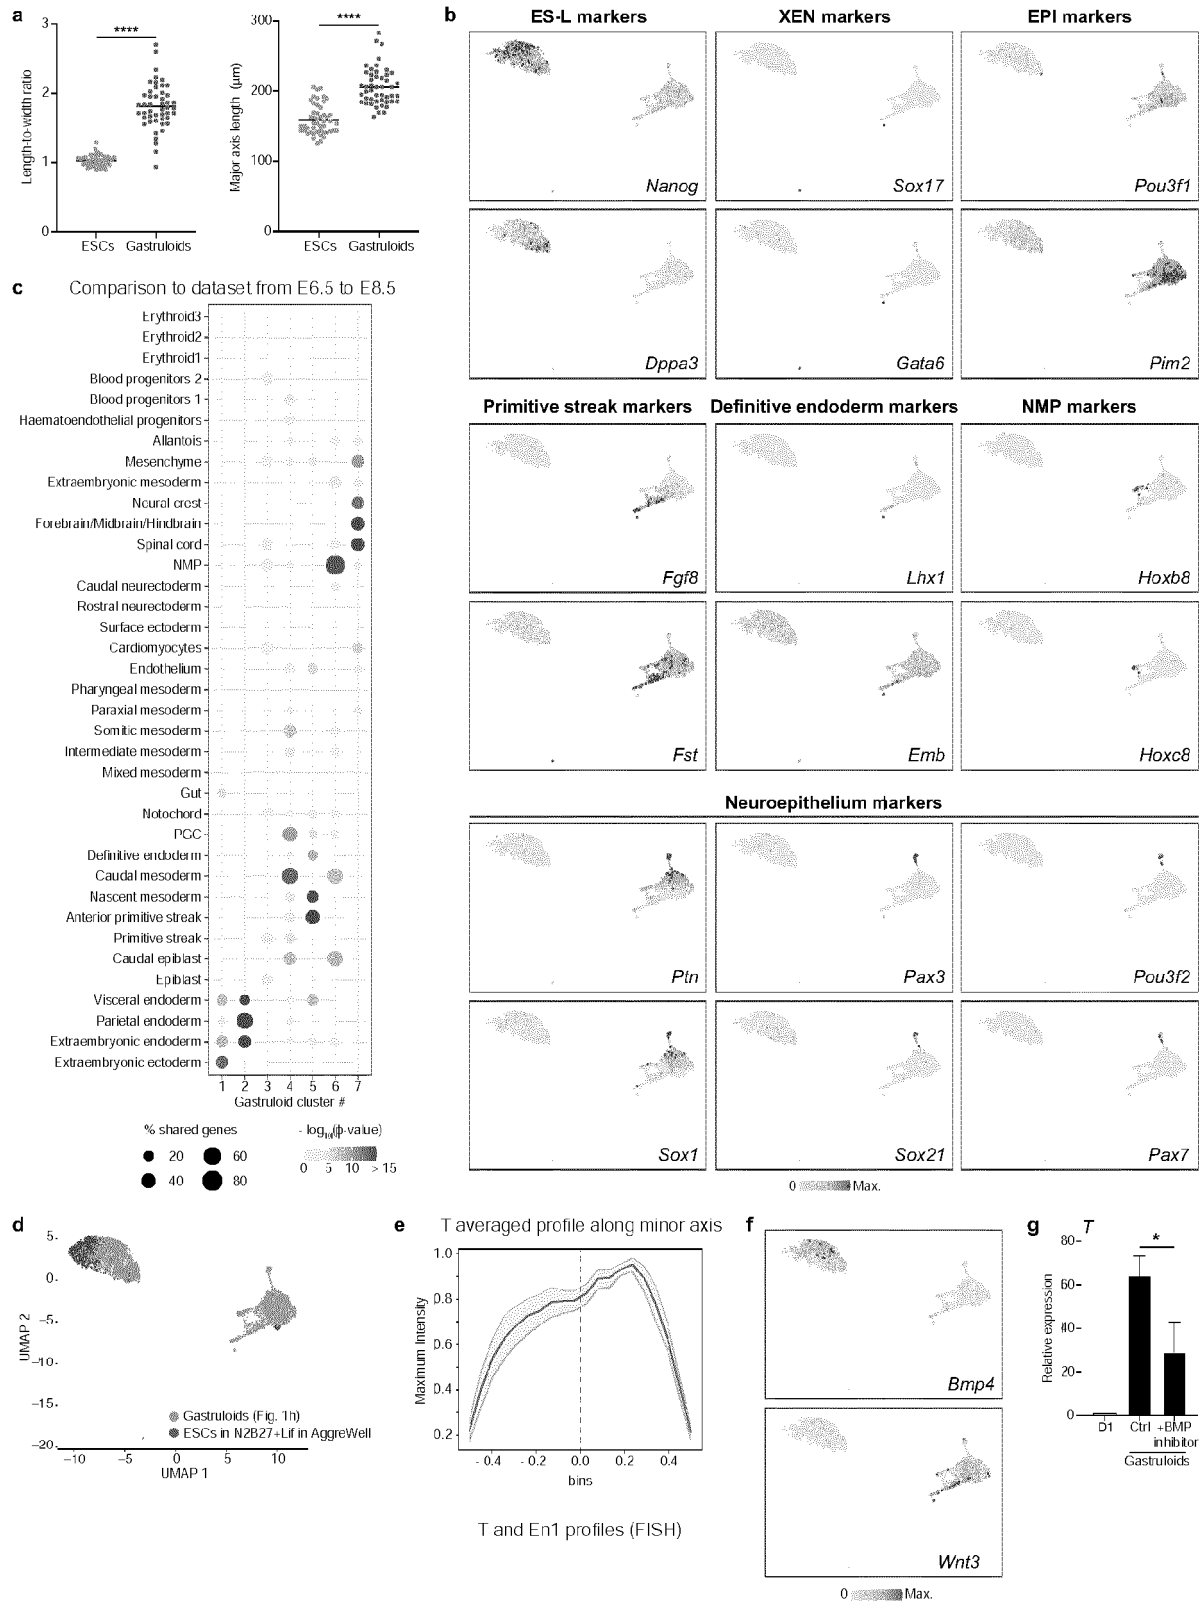 a
3
2
1
0
Length-to-width ratio
****
ESCs
Gastruloids
300
200
100
0
Major axis length (μm)
****
ESCs
Gastruloids
b
ES-L markers
XEN markers
EPI markers
Nanog
Sox17
Pou3f1
Dppa3
Gata6
Pim2
Primitive streak markers
Definitive endoderm markers
NMP markers
Fgf8
Lhx1
Hoxb8
Fst
Emb
Hoxc8
Neuroepithelium markers
Ptn
Pax3
Pou3f2
Sox1
Sox21
Pax7
0 Max.
c
Comparison to dataset from E6.5 to E8.5
Erythroid3
Erythroid2
Erythroid1
Blood progenitors 2
Blood progenitors 1
Haematoendothelial progenitors
Allantois
Mesenchyme
Extraembryonic mesoderm
Neural crest
Forebrain/Midbrain/Hindbrain
Spinal cord
NMP
Caudal neurectoderm
Rostral neurectoderm
Surface ectoderm
Cardiomyocytes
Endothelium
Pharyngeal mesoderm
Paraxial mesoderm
Somitic mesoderm
Intermediate mesoderm
Mixed mesoderm
Gut
Notochord
PGC
Definitive endoderm
Caudal mesoderm
Nascent mesoderm
Anterior primitive streak
Primitive streak
Caudal epiblast
Epiblast
Visceral endoderm
Parietal endoderm
Extraembryonic endoderm
Extraembryonic ectoderm
1 2 3 4 5 6 7
Gastruloid cluster #
% shared genes
20 60
40 80
- log10(p-value)
0 5 10 > 15
d
5
0
−5
−10
−15
−20
UMAP 2
Gastruloids (Fig. 1h)
ESCs in N2B27+Lif in AggreWell
−10 −5 0 5 10
UMAP 1
e
T averaged profile along minor axis
1.0
0.8
0.6
0.4
0.2
Maximum Intensity
- 0.4 - 0.2 0.0 0.2 0.4
bins
T and En1 profiles (FISH)
f
Bmp4
Wnt3
0 Max.
g
T
*
80
60
40
20
0
Relative expression
D1 Ctrl +BMP
inhibitor
Gastruloids